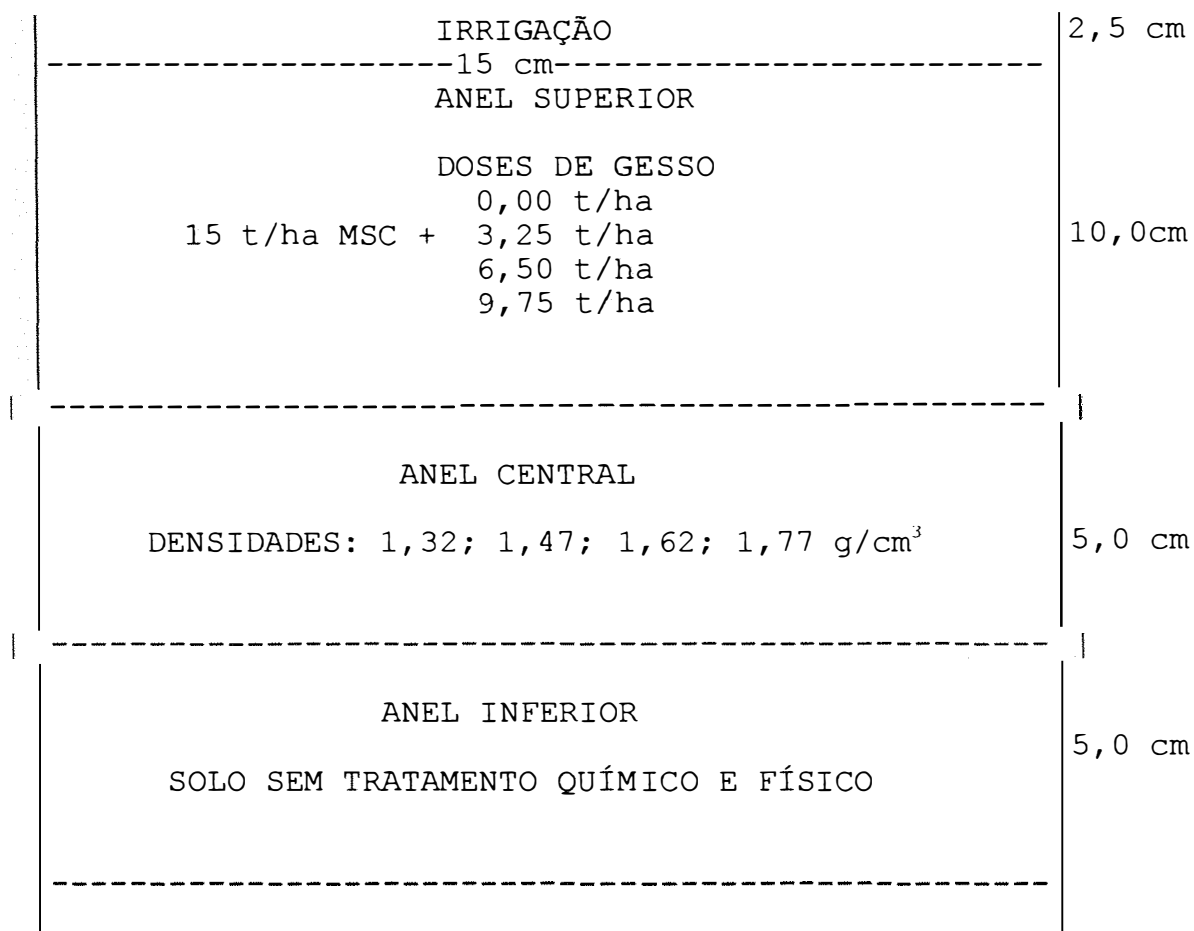 IRRIGAÇÃO 2,5 cm
--------------------15 cm------------------------
ANEL SUPERIOR
DOSES DE GESSO
0,00 t/ha
15 t/ha MSC + 3,25 t/ha 10,0cm
6,50 t/ha
9,75 t/ha
ANEL CENTRAL
DENSIDADES: 1,32; 1,47; 1,62; 1,77 g/cm³ 5,0 cm
ANEL INFERIOR
5,0 cm
SOLO SEM TRATAMENTO QUÍMICO E FÍSICO